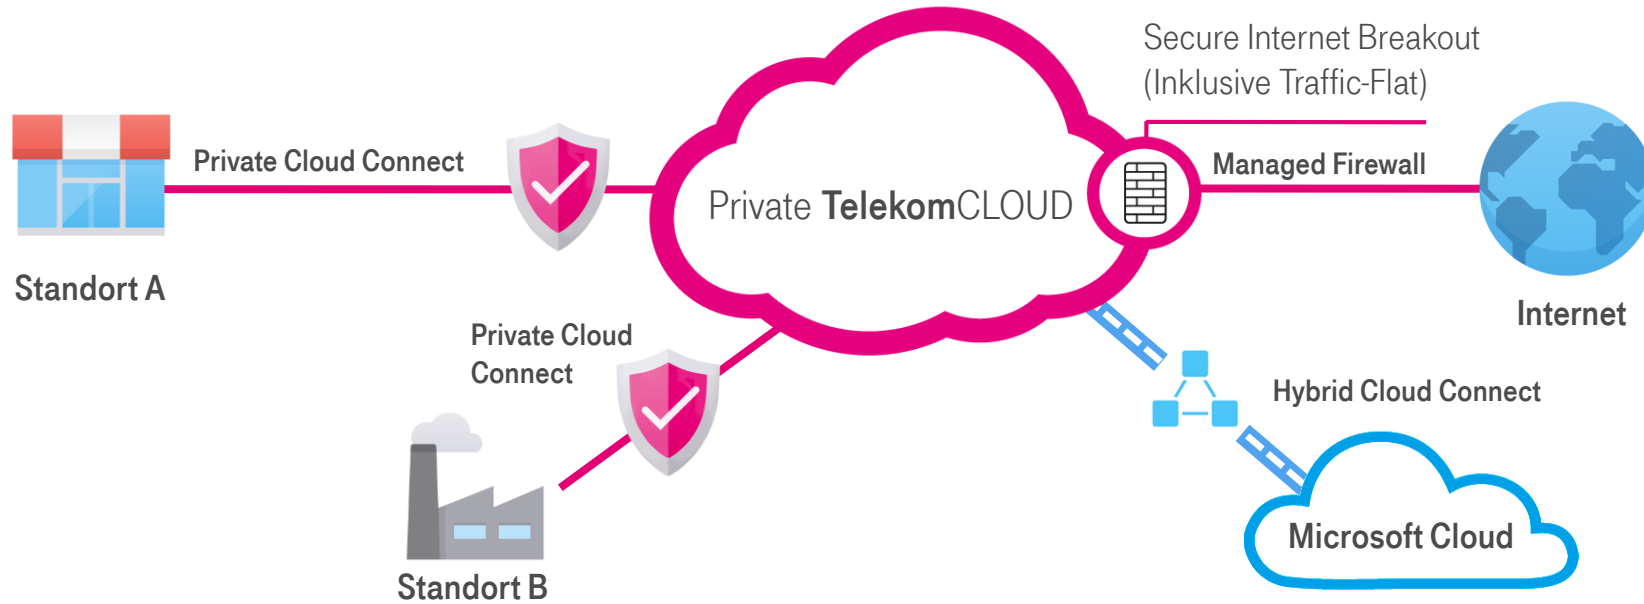 Secure Internet Breakout
(Inklusive Traffic-Flat)
Private Cloud Connect
Managed Firewall
Private TelekomCLOUD
Standort A
Internet
Private Cloud
Connect
Hybrid Cloud Connect
Microsoft Cloud
Standort B